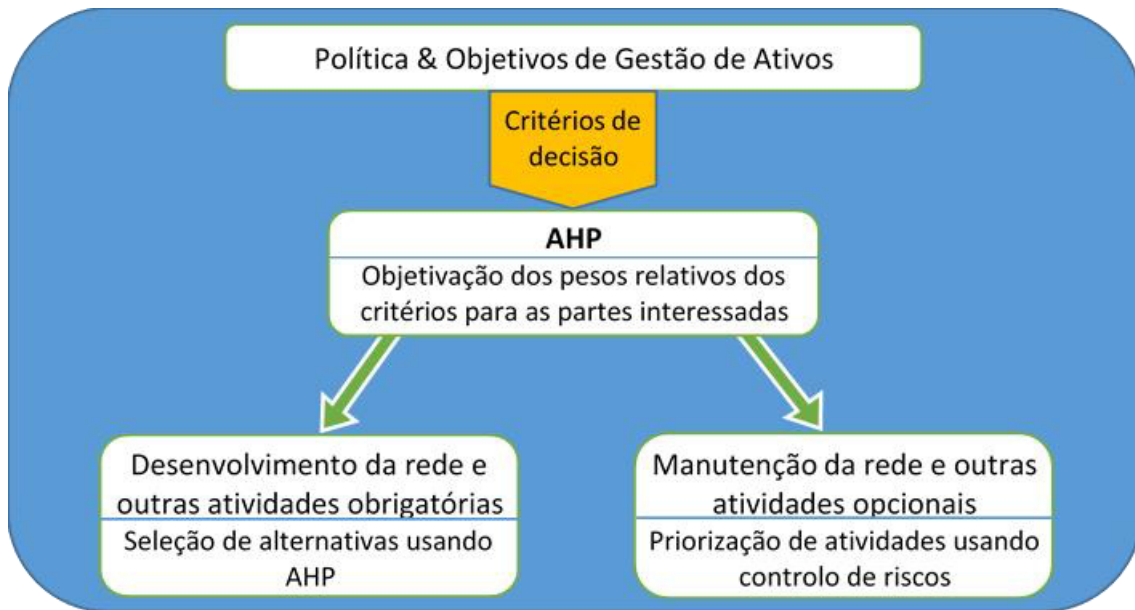 Política & Objetivos de Gestão de Ativos
Critérios de
decisão
AHP
Objetivação dos pesos relativos dos
critérios para as partes interessadas
Desenvolvimento da rede e
outras atividades obrigatórias
Seleção de alternativas usando
AHP
Manutenção da rede e outras
atividades opcionais
Priorização de atividades usando
controlo de riscos